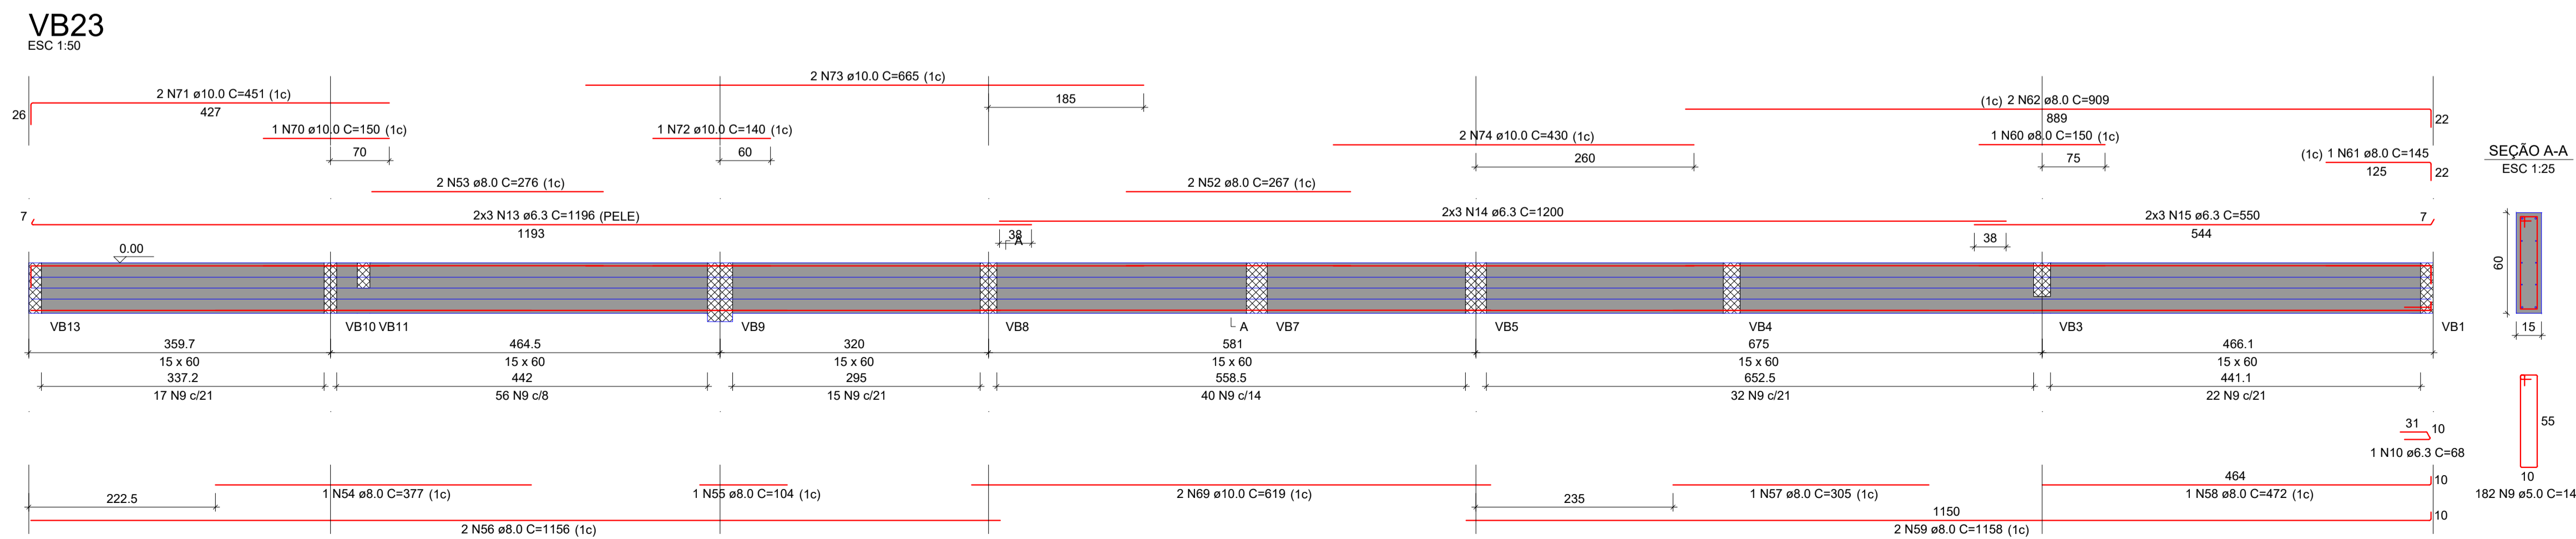 VB23
ESC 1:50
2 N73 ø10.0 C=665 (1c)
185
2 N71 ø10.0 C=451 (1c)
427
26
(1c) 2 N62 ø8.0 C=909
889
22
1 N70 ø10.0 C=150 (1c)
70
1 N72 ø10.0 C=140 (1c)
60
2 N74 ø10.0 C=430 (1c)
260
1 N60 ø8.0 C=150 (1c)
75
(1c) 1 N61 ø8.0 C=145
125
22
SEÇÃO A-A
ESC 1:25
2 N53 ø8.0 C=276 (1c)
2 N52 ø8.0 C=267 (1c)
7
2x3 N13 ø6.3 C=1196 (PELE)
1193
2x3 N14 ø6.3 C=1200
2x3 N15 ø6.3 C=550
544
7
38
A
38
0.00
60
15
VB13
VB10 VB11
VB9
VB8
A
VB7
VB5
VB4
VB3
VB1
359.7
464.5
320
581
675
466.1
15 x 60
15 x 60
15 x 60
15 x 60
15 x 60
15 x 60
337.2
442
295
558.5
652.5
441.1
17 N9 c/21
56 N9 c/8
15 N9 c/21
40 N9 c/14
32 N9 c/21
22 N9 c/21
31
10
1 N10 ø6.3 C=68
55
10
182 N9 ø5.0 C=14
222.5
1 N54 ø8.0 C=377 (1c)
1 N55 ø8.0 C=104 (1c)
2 N69 ø10.0 C=619 (1c)
235
1 N57 ø8.0 C=305 (1c)
464
1 N58 ø8.0 C=472 (1c)
10
2 N56 ø8.0 C=1156 (1c)
1150
2 N59 ø8.0 C=1158 (1c)
10